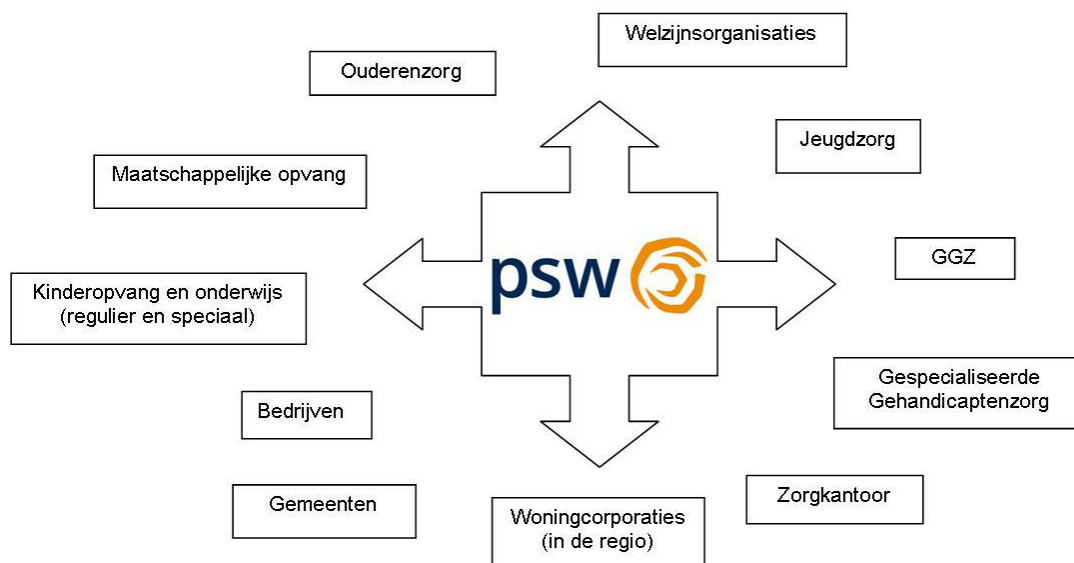 Welzijnsorganisaties
Ouderenzorg
Jeugdzorg
Maatschappelijke opvang
GGZ
psw
Kinderopvang en onderwijs
(regulier en speciaal)
Gespecialiseerde
Gehandicaptenzorg
Bedrijven
Zorgkantoor
Gemeenten
Woningcorporaties
(in de regio)